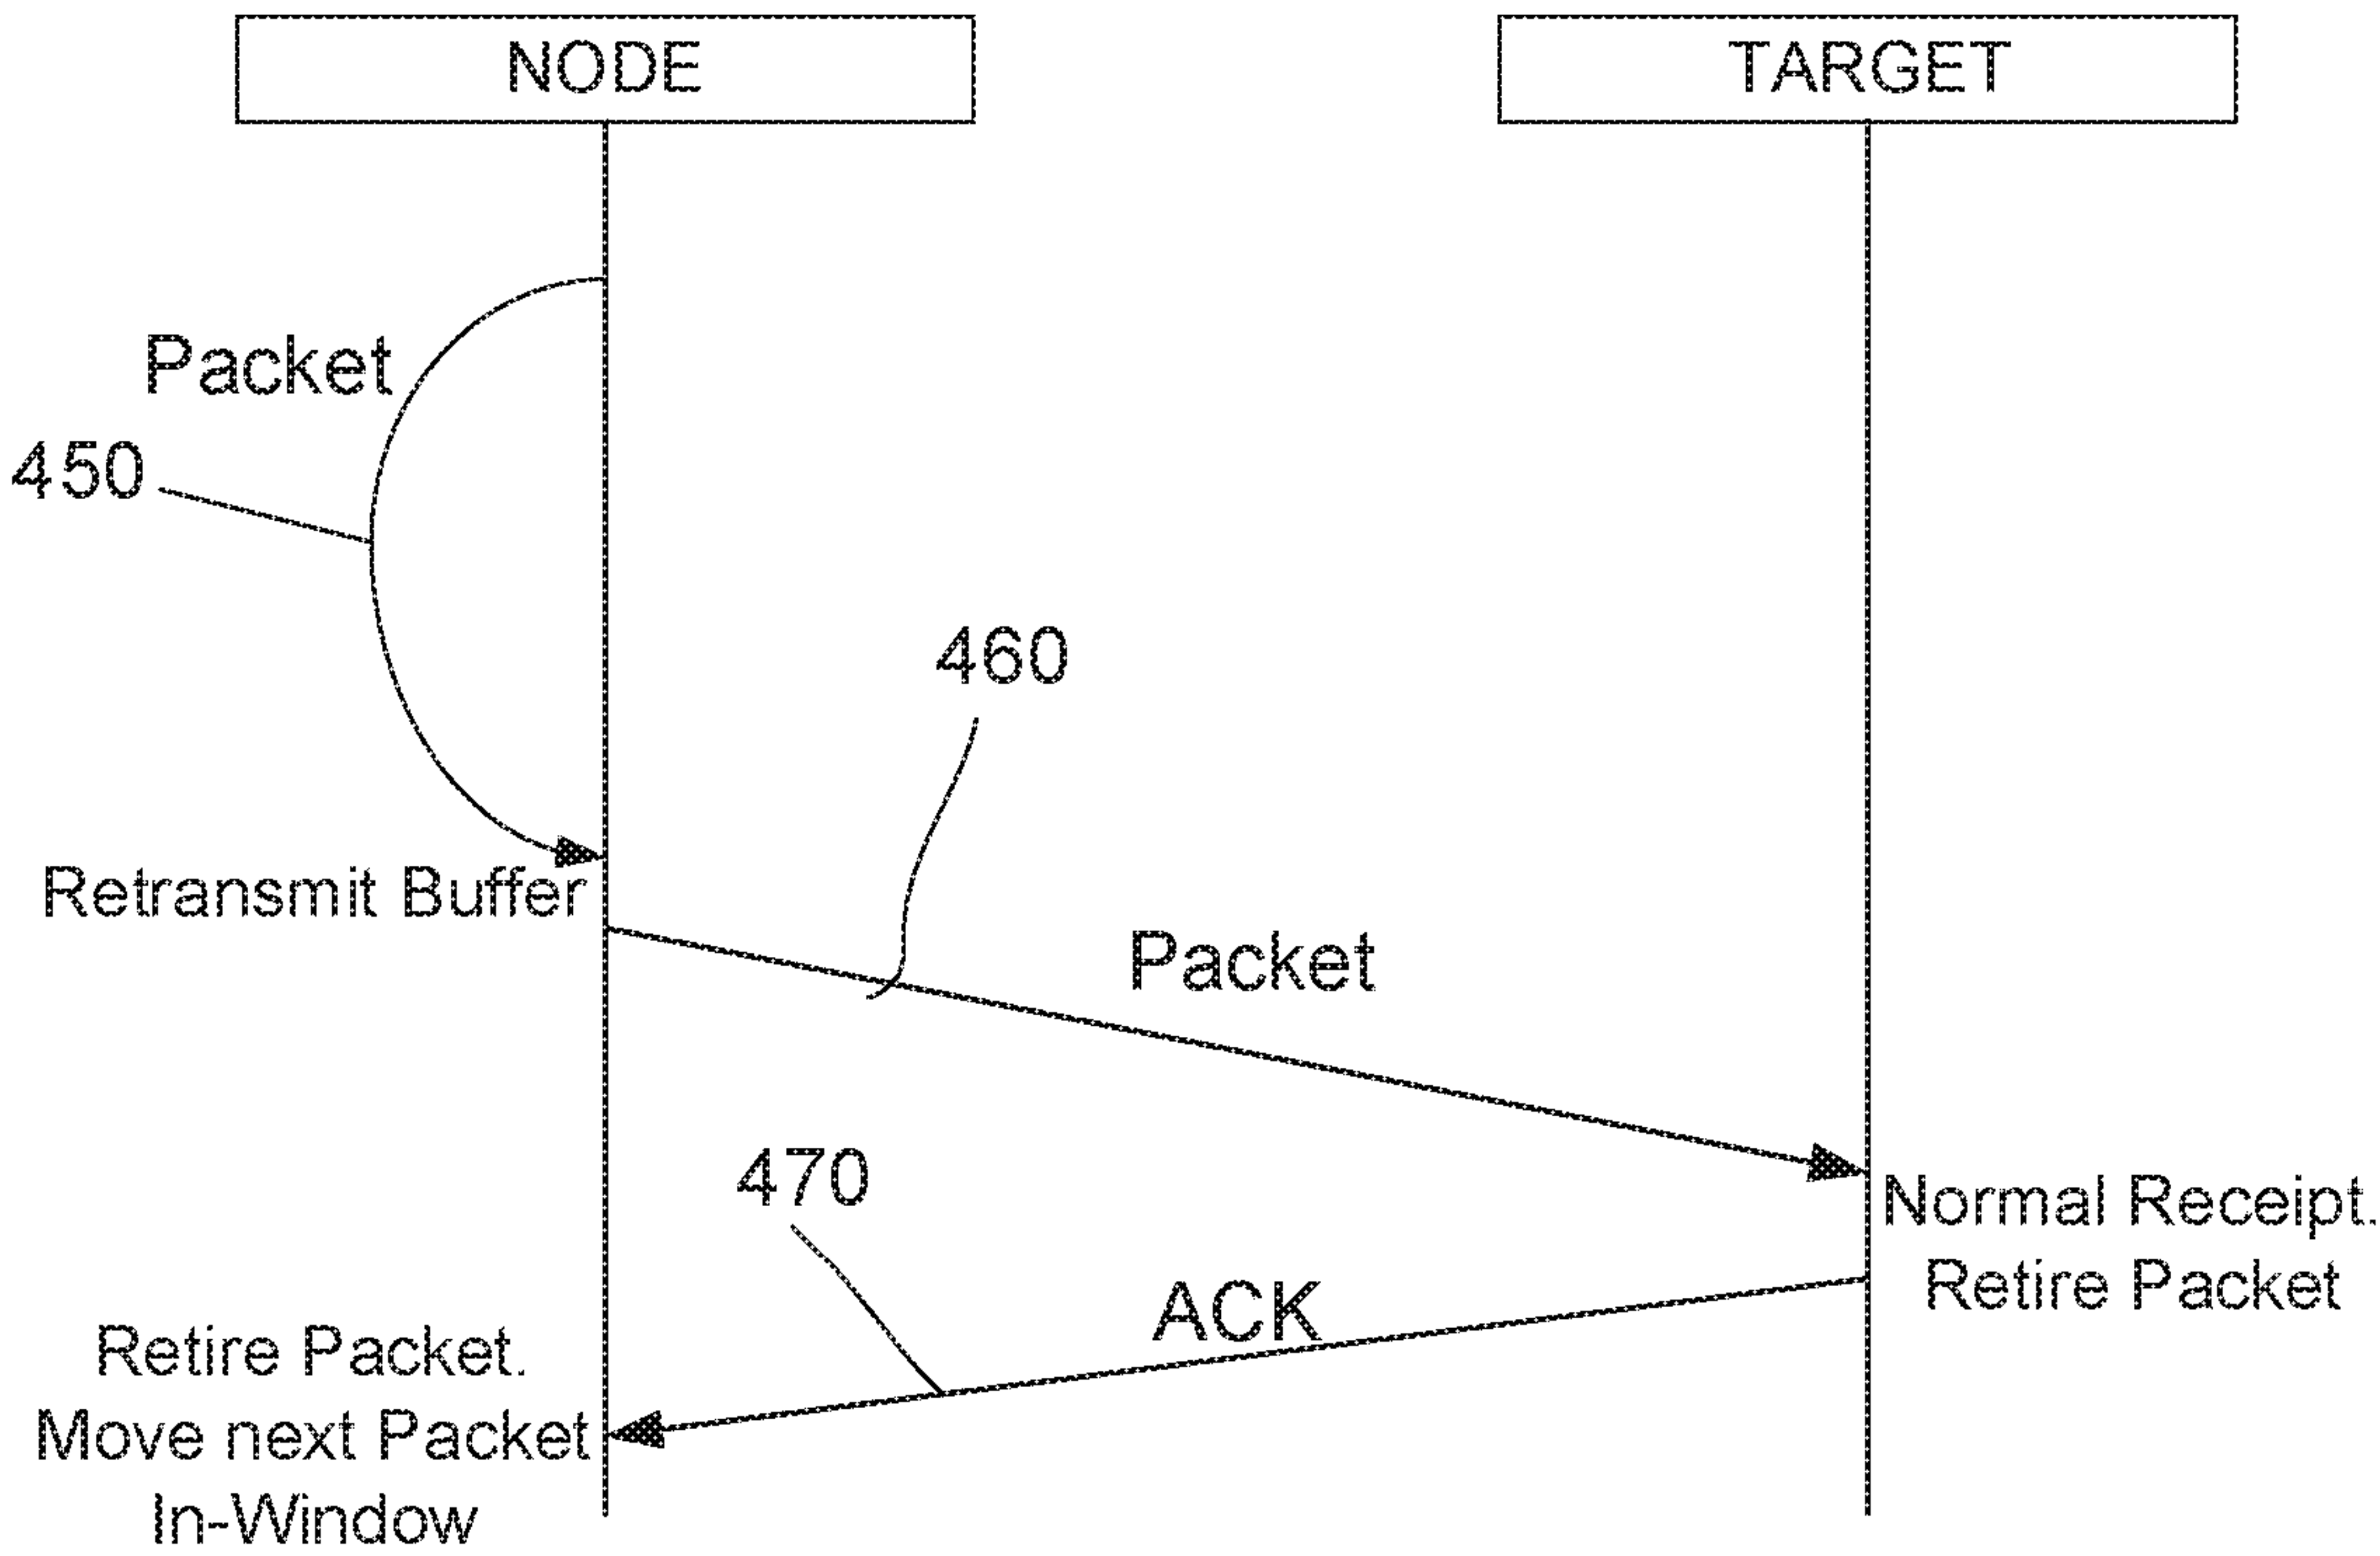 NODE
TARGET
Packet
450
460
Retransmit Buffer
Packet
470
Normal Receipt.
Retire Packet
ACK
Retire Packet.
Move next Packet
In-Window